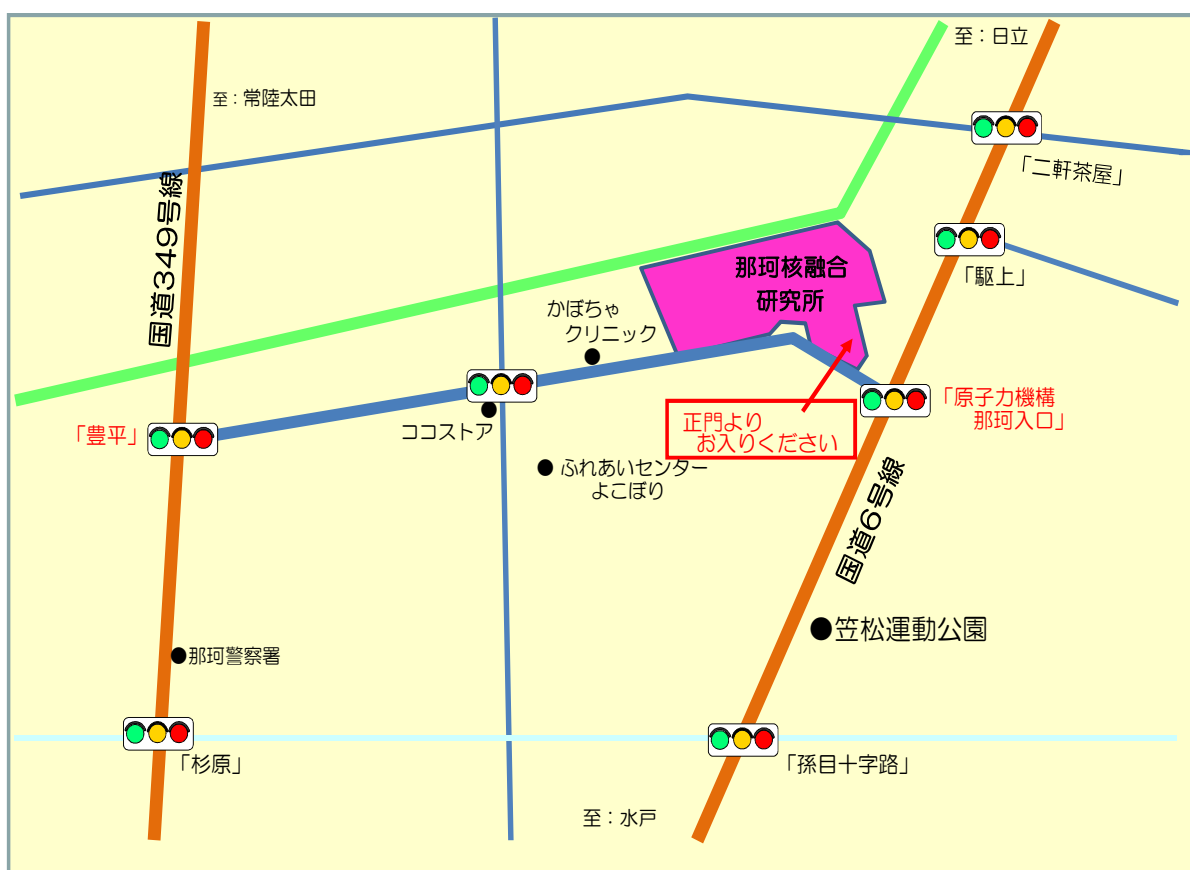 至：日立
至：常陸太田
「二軒茶屋」
国道349号線
「駆上」
那珂核融合
研究所
かぼちゃ
クリニック
「原子力機構
那珂入口」
正門より
お入りください
「豊平」
ココストア
ふれあいセンター
よこぼり
国道6号線
笠松運動公園
那珂警察署
「杉原」
「孫目十字路」
至：水戸